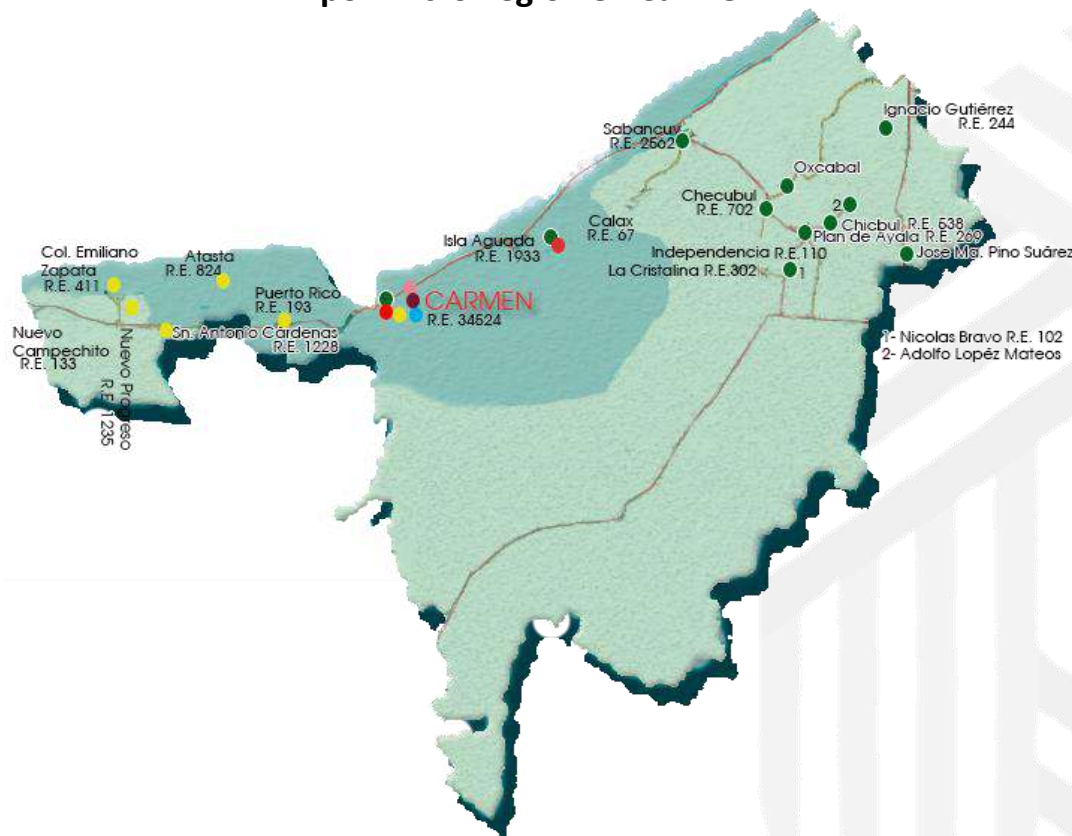 Ignacio Gutiérrez
R.E. 244
Sabancuy
R.E. 2562
Oxcabal
Checubul
R.E. 702
2
Calax
R.E. 67
Chicbul R.E. 538
Plan de Ayala R.E. 269
Isla Aguada
R.E. 1933
Independencia R.E.110
Jose Ma. Pino Suárez
La Cristalina R.E.302
1
Col. Emiliano
Zapata
R.E. 411
Atasta
R.E. 824
Puerto Rico
R.E. 193
CARMEN
R.E. 34524
Nuevo
Campechito
R.E. 133
Sn. Antonio Cárdenas
R.E. 1228
Nuevo Progreso
R.E. 1235
1- Nicolas Bravo R.E. 102
2- Adolfo Lopéz Mateos